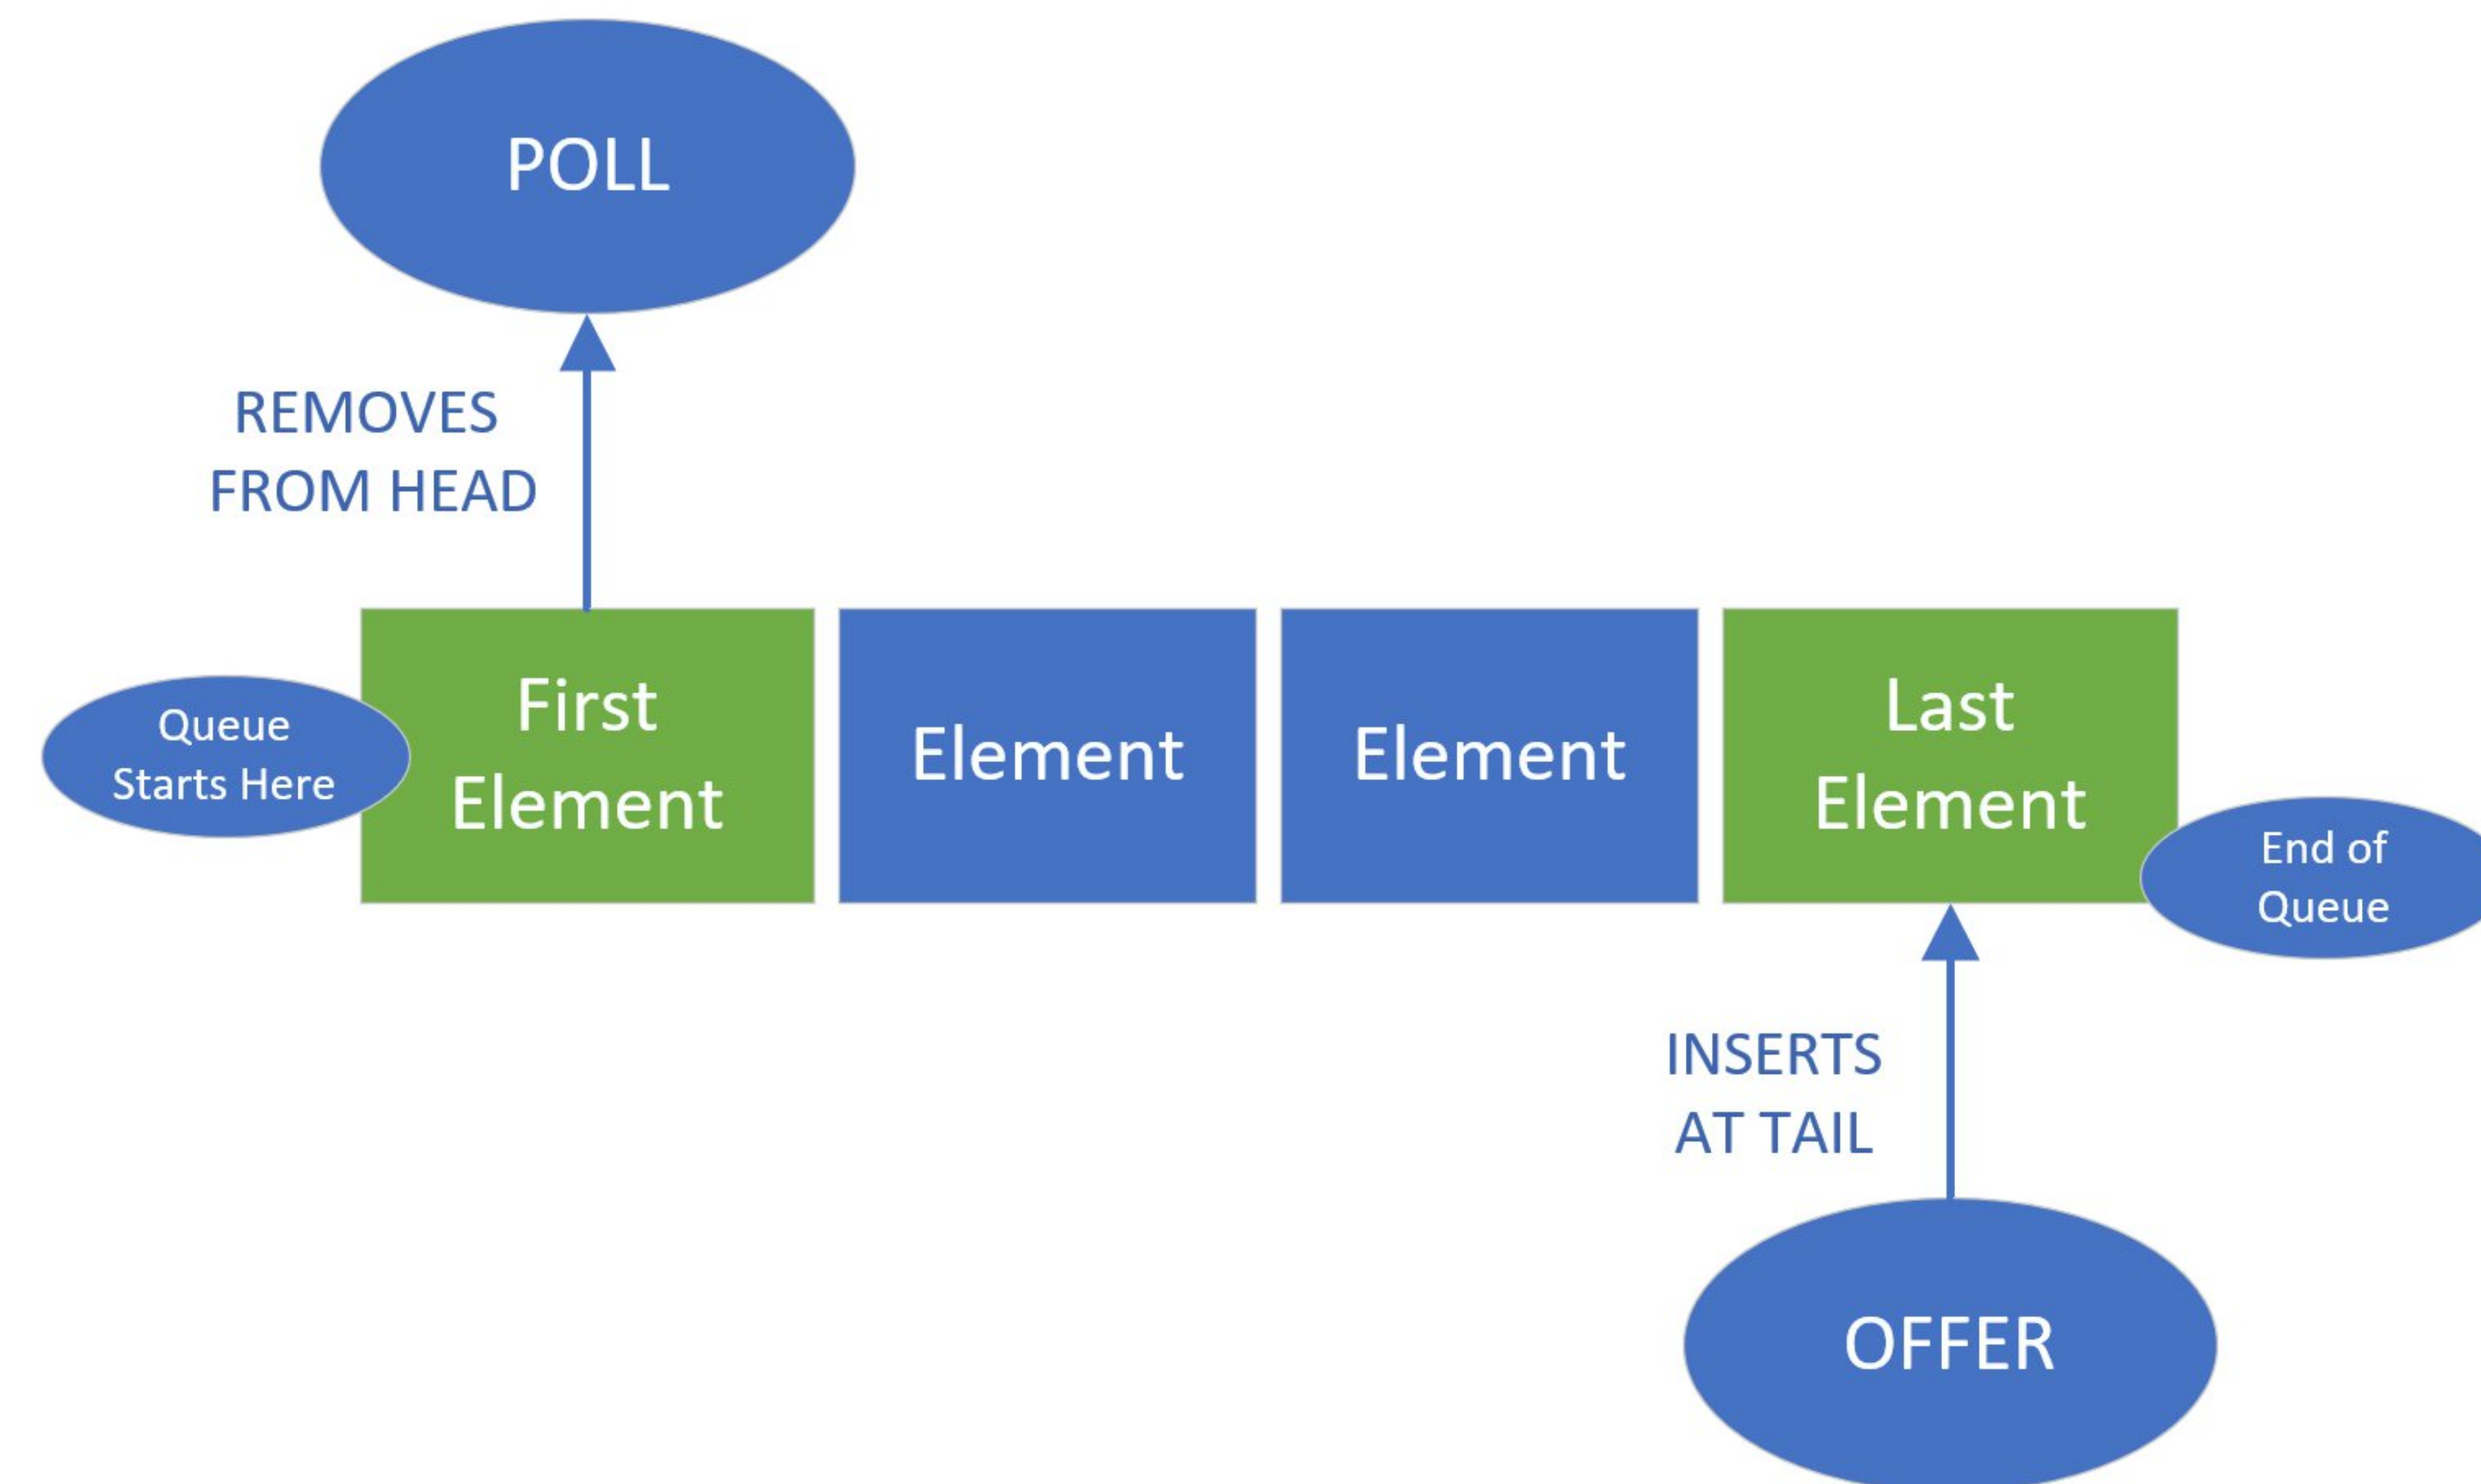 POLL
REMOVES
FROM HEAD
Queue
Starts Here
First
Element
Element
Element
Last
Element
End of
Queue
INSERTS
AT TAIL
OFFER